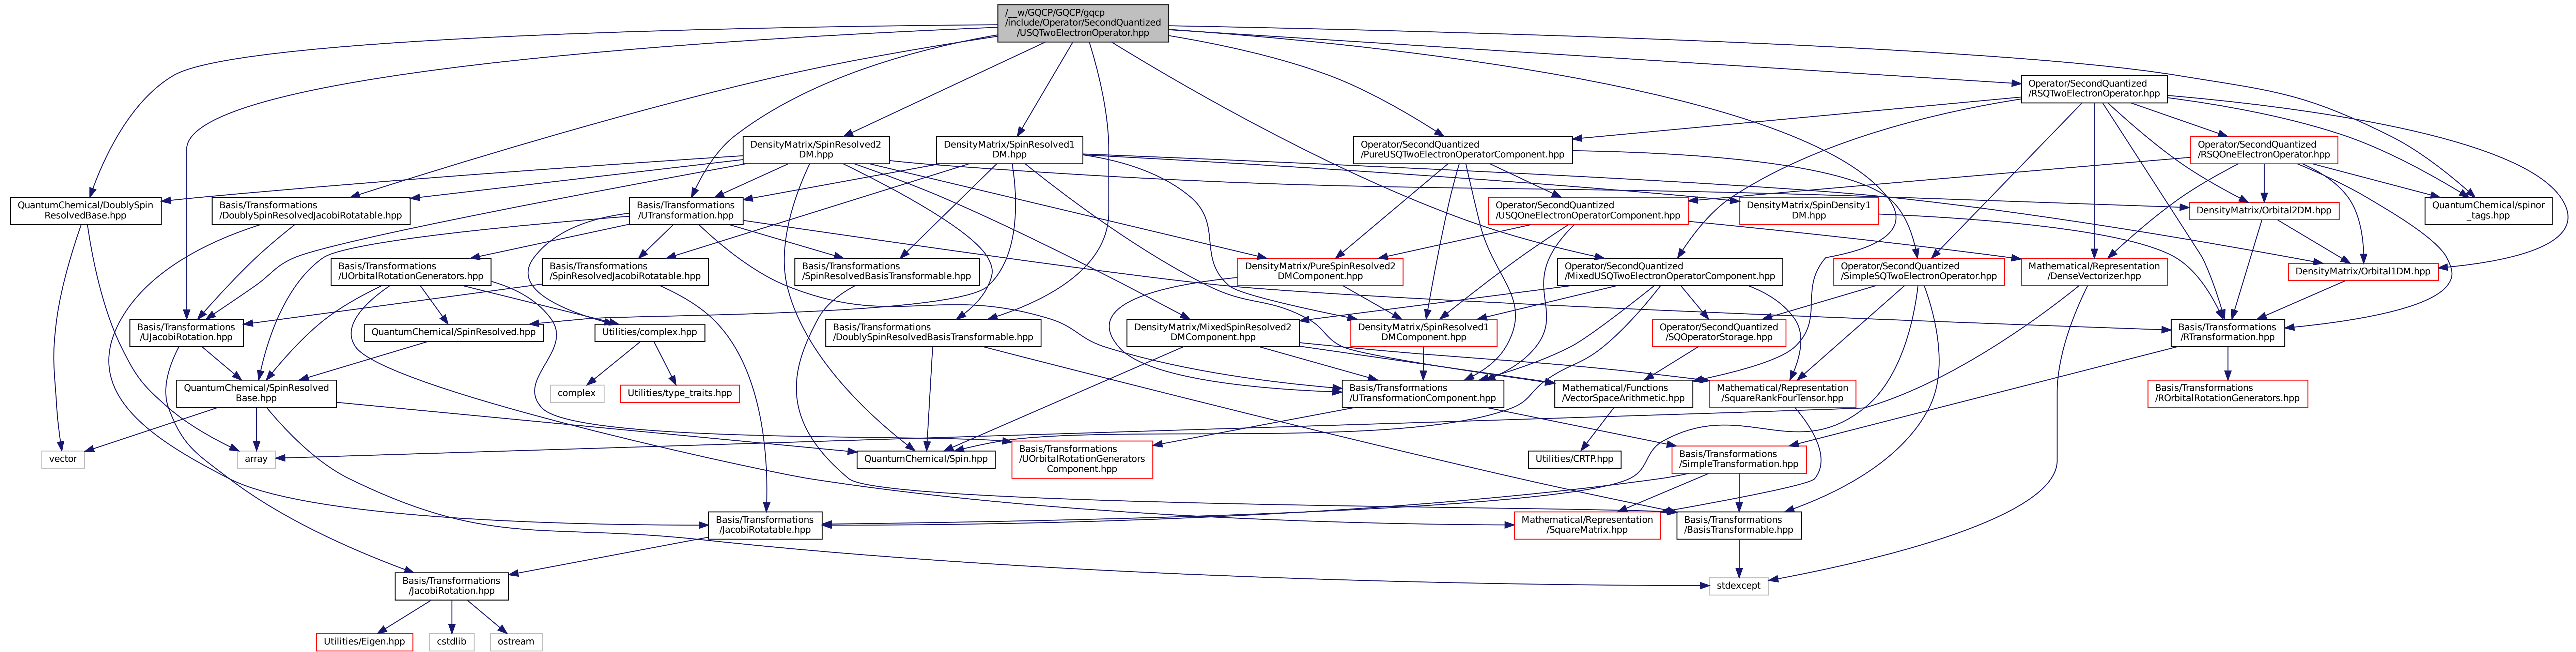 /__w/GQCP/GQCP/gqcp
/include/Operator/SecondQuantized
/USQTwoElectronOperator.hpp
Operator/SecondQuantized
/RSQTwoElectronOperator.hpp
DensityMatrix/SpinResolved2
DM.hpp
DensityMatrix/SpinResolved1
DM.hpp
Operator/SecondQuantized
/PureUSQTwoElectronOperatorComponent.hpp
Operator/SecondQuantized
/RSQOneElectronOperator.hpp
QuantumChemical/DoublySpin
ResolvedBase.hpp
Basis/Transformations
/DoublySpinResolvedJacobiRotatable.hpp
Basis/Transformations
/UTransformation.hpp
Operator/SecondQuantized
/USQOneElectronOperatorComponent.hpp
DensityMatrix/SpinDensity1
DM.hpp
DensityMatrix/Orbital2DM.hpp
QuantumChemical/spinor
_tags.hpp
Basis/Transformations
/UOrbitalRotationGenerators.hpp
Basis/Transformations
/SpinResolvedJacobiRotatable.hpp
Basis/Transformations
/SpinResolvedBasisTransformable.hpp
DensityMatrix/PureSpinResolved2
DMComponent.hpp
Operator/SecondQuantized
/MixedUSQTwoElectronOperatorComponent.hpp
Operator/SecondQuantized
/SimpleSQTwoElectronOperator.hpp
Mathematical/Representation
/DenseVectorizer.hpp
DensityMatrix/Orbital1DM.hpp
Basis/Transformations
/UJacobiRotation.hpp
QuantumChemical/SpinResolved.hpp
Utilities/complex.hpp
Basis/Transformations
/DoublySpinResolvedBasisTransformable.hpp
DensityMatrix/MixedSpinResolved2
DMComponent.hpp
DensityMatrix/SpinResolved1
DMComponent.hpp
Operator/SecondQuantized
/SQOperatorStorage.hpp
Basis/Transformations
/RTransformation.hpp
QuantumChemical/SpinResolved
Base.hpp
complex
Utilities/type_traits.hpp
Basis/Transformations
/UTransformationComponent.hpp
Mathematical/Functions
/VectorSpaceArithmetic.hpp
Mathematical/Representation
/SquareRankFourTensor.hpp
Basis/Transformations
/ROrbitalRotationGenerators.hpp
vector
array
QuantumChemical/Spin.hpp
Basis/Transformations
/UOrbitalRotationGenerators
Component.hpp
Utilities/CRTP.hpp
Basis/Transformations
/SimpleTransformation.hpp
Basis/Transformations
/JacobiRotatable.hpp
Mathematical/Representation
/SquareMatrix.hpp
Basis/Transformations
/BasisTransformable.hpp
Basis/Transformations
/JacobiRotation.hpp
stdexcept
Utilities/Eigen.hpp
cstdlib
ostream